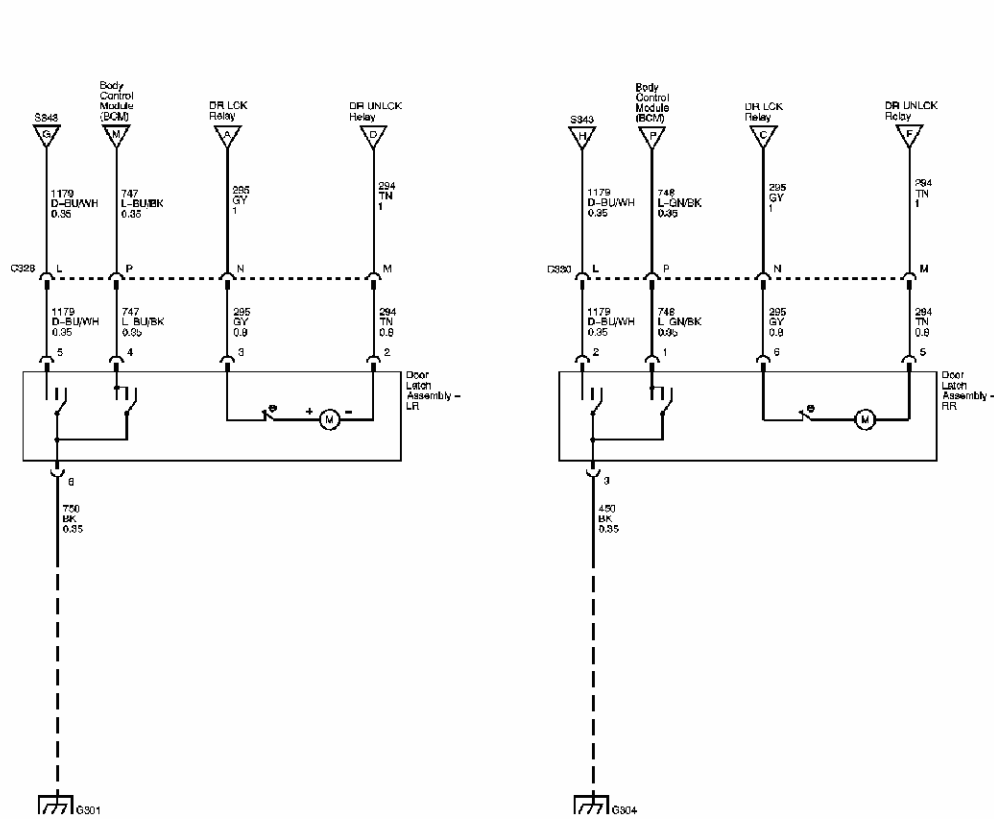 Body
Control
Module
(BCM)
S343
DR LCK
Relay
DR UNLCK
Relay
G
M
A
D
1179
D-BU/WH
0.35
747
L-BU/BK
0.35
295
GY
1
294
TN
1
C328
L
P
N
M
1179
D-BU/WH
0.35
747
L-BU/BK
0.35
295
GY
0.8
294
TN
0.8
5
4
3
2
Door
Latch
Assembly –
LR
+
M
–
6
750
BK
0.35
G301
Body
Control
Module
(BCM)
S343
DR LCK
Relay
DR UNLCK
Relay
H
P
C
F
1179
D-BU/WH
0.35
748
L-GN/BK
0.35
295
GY
1
294
TN
1
C330
L
P
N
M
1179
D-BU/WH
0.35
748
L-GN/BK
0.35
295
GY
0.8
294
TN
0.8
2
1
6
5
Door
Latch
Assembly –
RR
M
3
450
BK
0.35
G304